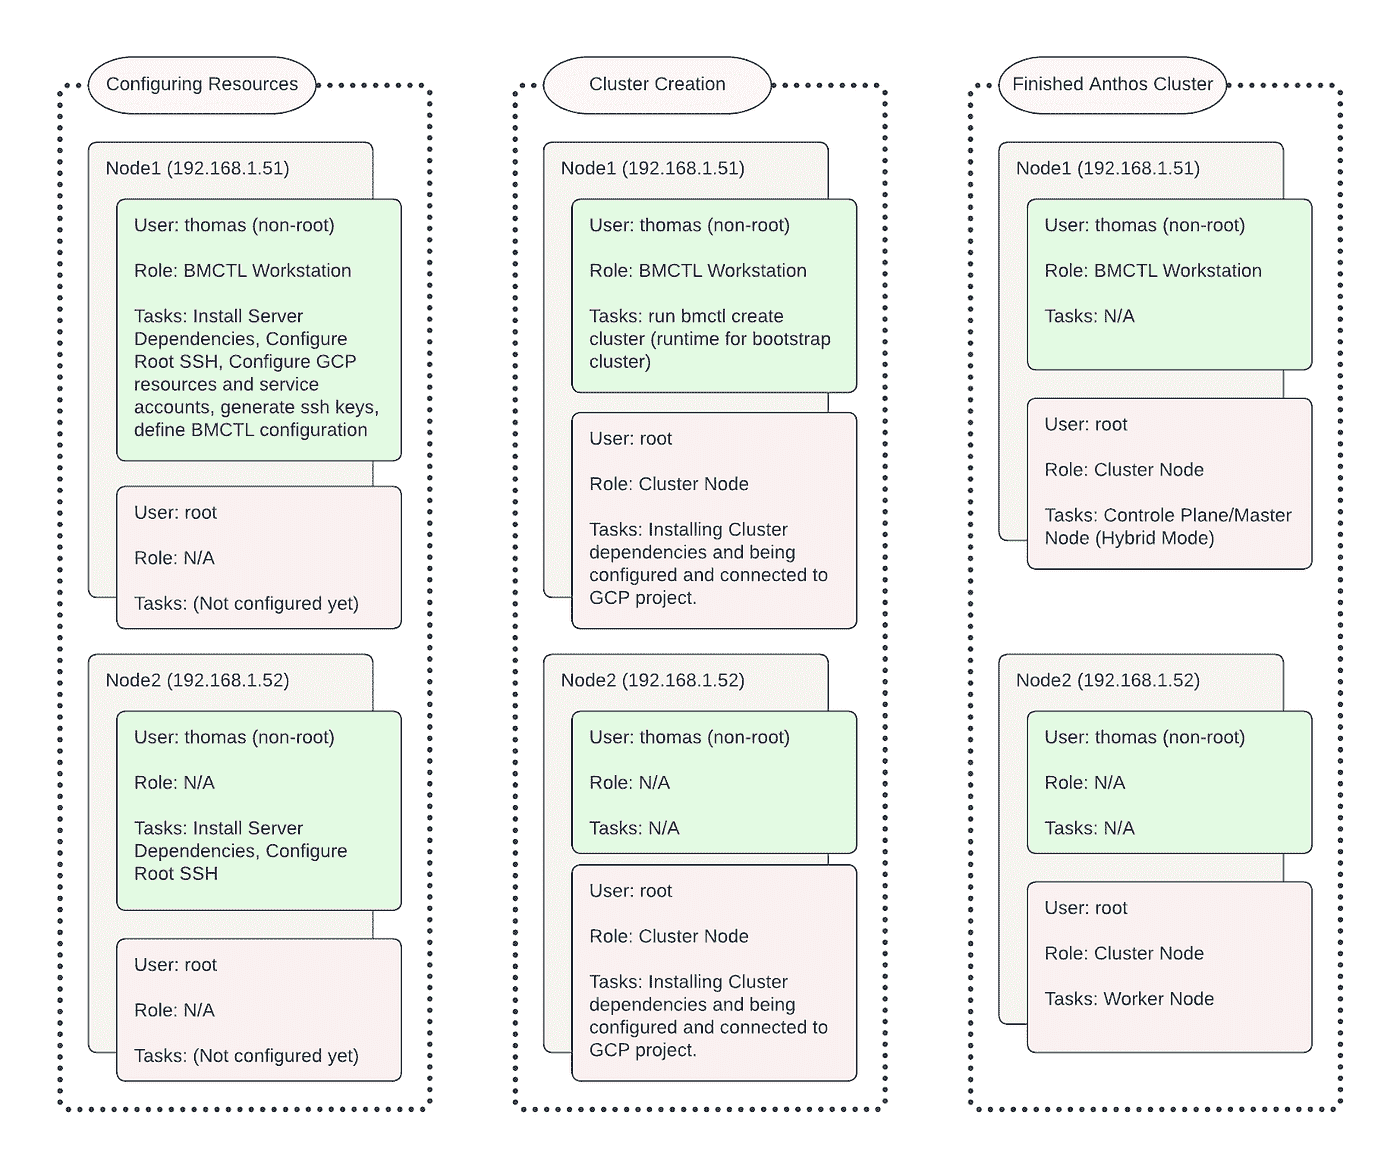 Configuring Resources
Node1 (192.168.1.51)
User: thomas (non-root)
Role: BMCTL Workstation
Tasks: Install Server
Dependencies, Configure
Root SSH, Configure GCP
resources and service
accounts, generate ssh keys,
define BMCTL configuration
User: root
Role: N/A
Tasks: (Not configured yet)
Node2 (192.168.1.52)
User: thomas (non-root)
Role: N/A
Tasks: Install Server
Dependencies, Configure
Root SSH
User: root
Role: N/A
Tasks: (Not configured yet)
Cluster Creation
Node1 (192.168.1.51)
User: thomas (non-root)
Role: BMCTL Workstation
Tasks: run bmctl create
cluster (runtime for bootstrap
cluster)
User: root
Role: Cluster Node
Tasks: Installing Cluster
dependencies and being
configured and connected to
GCP project.
Node2 (192.168.1.52)
User: thomas (non-root)
Role: N/A
Tasks: N/A
User: root
Role: Cluster Node
Tasks: Installing Cluster
dependencies and being
configured and connected to
GCP project.
Finished Anthos Cluster
Node1 (192.168.1.51)
User: thomas (non-root)
Role: BMCTL Workstation
Tasks: N/A
User: root
Role: Cluster Node
Tasks: Controle Plane/Master
Node (Hybrid Mode)
Node2 (192.168.1.52)
User: thomas (non-root)
Role: N/A
Tasks: N/A
User: root
Role: Cluster Node
Tasks: Worker Node